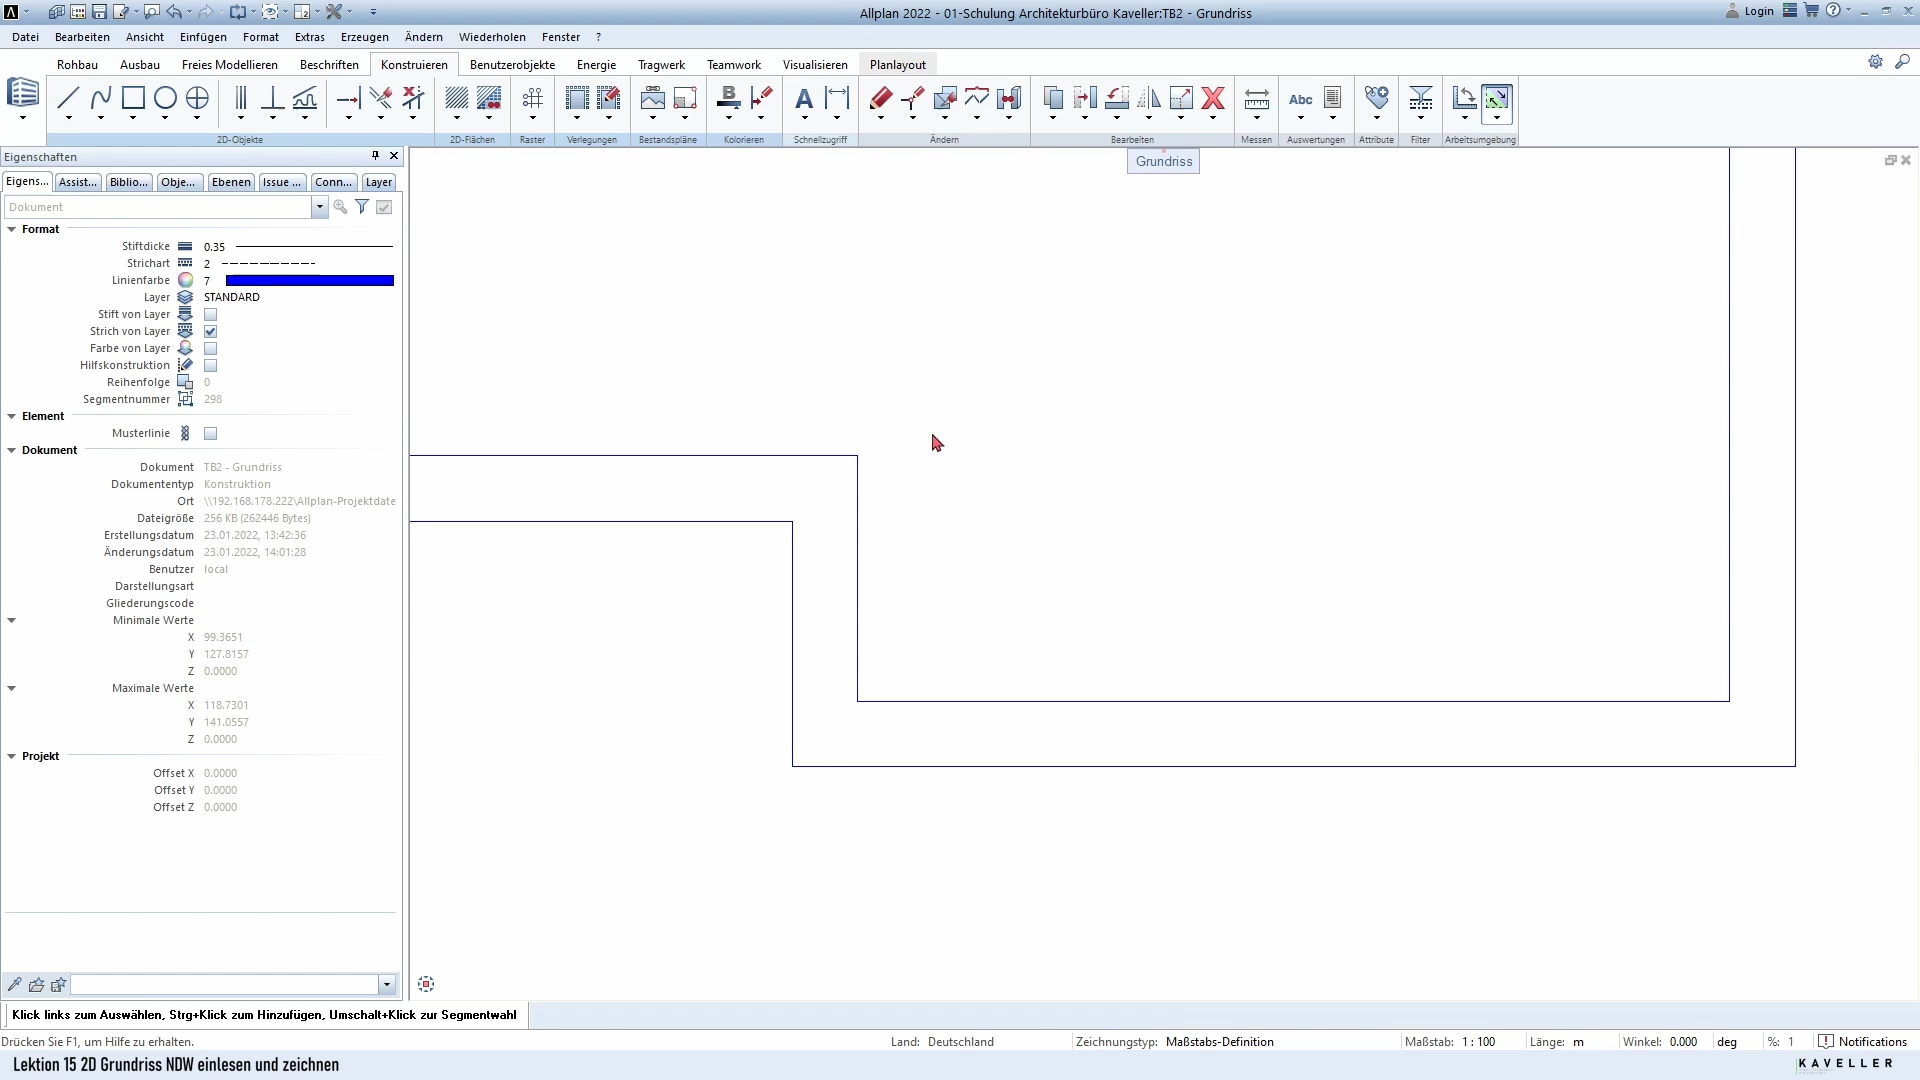 Allplan 2022 - 01-Schulung Architekturbüro Kaveller:TB2 - Grundriss
Login
Datei Bearbeiten Ansicht Einfügen Format Extras Erzeugen Ändern Wiederholen Fenster ?
Rohbau Ausbau Freies Modellieren Beschriften Konstruieren Benutzerobjekte Energie Tragwerk Teamwork Visualisieren Planlayout
2D-Objekte 2D-Flächen Raster Verlegungen Bestandspläne Kolorieren Schnellzugriff Ändern Bearbeiten Messen Auswertungen Attribute Filter Arbeitsumgebung
Abc
Eigenschaften
Eigens... Assist... Biblio... Obje... Ebenen Issue ... Conn... Layer
Grundriss
Dokument
Format
Stiftdicke 0.35
Strichart 2
Linienfarbe 7
Layer STANDARD
Stift von Layer
Strich von Layer
Farbe von Layer
Hilfskonstruktion
Reihenfolge 0
Segmentnummer 298
Element
Musterlinie
Dokument
Dokument TB2 - Grundriss
Dokumententyp Konstruktion
Ort \\192.168.178.222\Allplan-Projektdate
Dateigröße 256 KB (262446 Bytes)
Erstellungsdatum 23.01.2022, 13:42:36
Änderungsdatum 23.01.2022, 14:01:28
Benutzer local
Darstellungsart
Gliederungscode
Minimale Werte
X 99.3651
Y 127.8157
Z 0.0000
Maximale Werte
X 118.7301
Y 141.0557
Z 0.0000
Projekt
Offset X 0.0000
Offset Y 0.0000
Offset Z 0.0000
Klick links zum Auswählen, Strg+Klick zum Hinzufügen, Umschalt+Klick zur Segmentwahl
Drücken Sie F1, um Hilfe zu erhalten.
Land: Deutschland Zeichnungstyp: Maßstabs-Definition Maßstab: 1 : 100 Länge: m Winkel: 0.000 deg %: 1 Notifications
Lektion 15 2D Grundriss NDW einlesen und zeichnen
KAVELLER